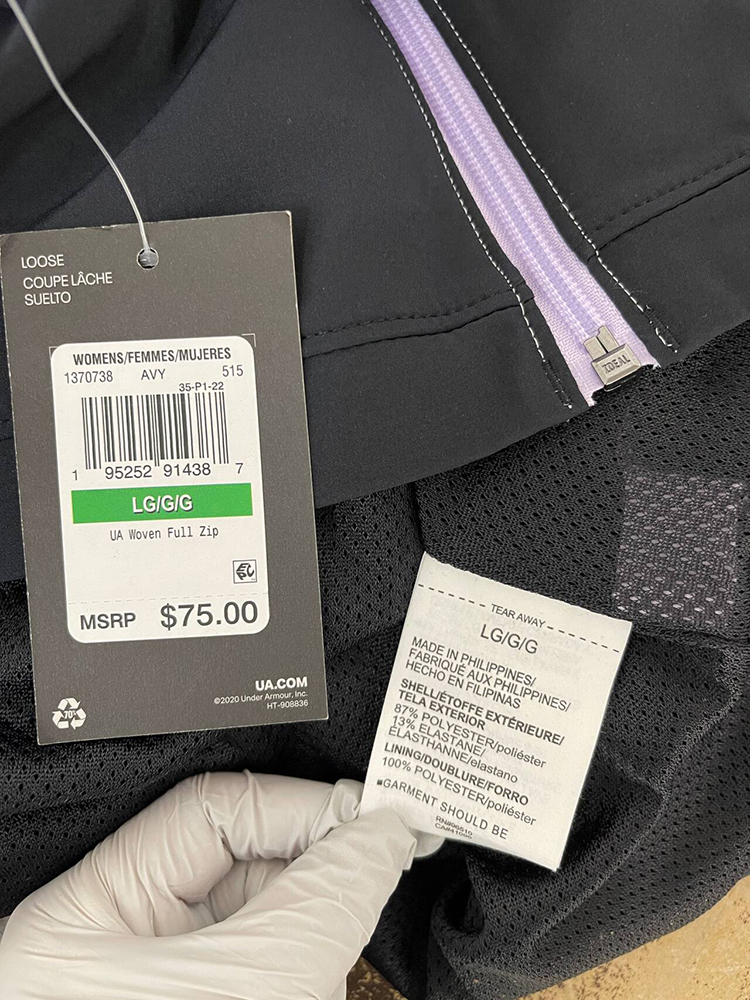 LOOSE
COUPE LÂCHE
SUELTO
WOMENS/FEMMES/MUJERES
1370738 AVY 515
35-P1-22
1 95252 91438 7
LG/G/G
UA Woven Full Zip
MSRP $75.00
70%
UA.COM
©2020 Under Armour, Inc.
HT-908836
IDEAL
TEAR AWAY
LG/G/G
MADE IN PHILIPPINES/
FABRIQUÉ AUX PHILIPPINES/
HECHO EN FILIPINAS
SHELL/ÉTOFFE EXTÉRIEURE/
TELA EXTERIOR
87% POLYESTER/poliéster
13% ELASTANE/
ÉLASTHANNE/elastano
LINING/DOUBLURE/FORRO
100% POLYESTER/poliéster
GARMENT SHOULD BE